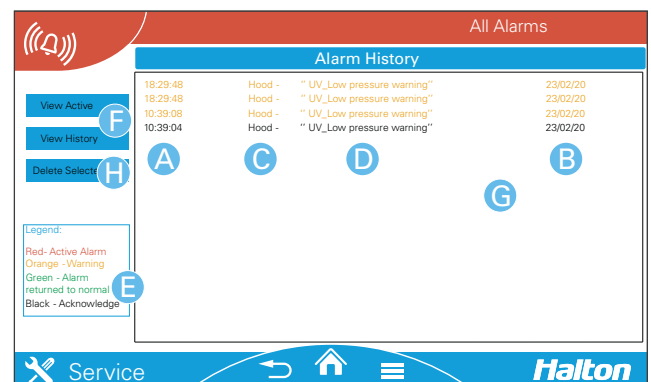 All Alarms
Alarm History
18:29:48 Hood - " UV_Low pressure warning" 23/02/20
18:29:48 Hood - " UV_Low pressure warning" 23/02/20
10:39:08 Hood - " UV_Low pressure warning" 23/02/20
10:39:04 Hood - " UV_Low pressure warning" 23/02/20
View Active
F
View History
Delete Selecte
H
A
C
D
B
G
Legend:
Red- Active Alarm
Orange -Warning
Green - Alarm
returned to normal
E
Black - Acknowledge
Service
Halton